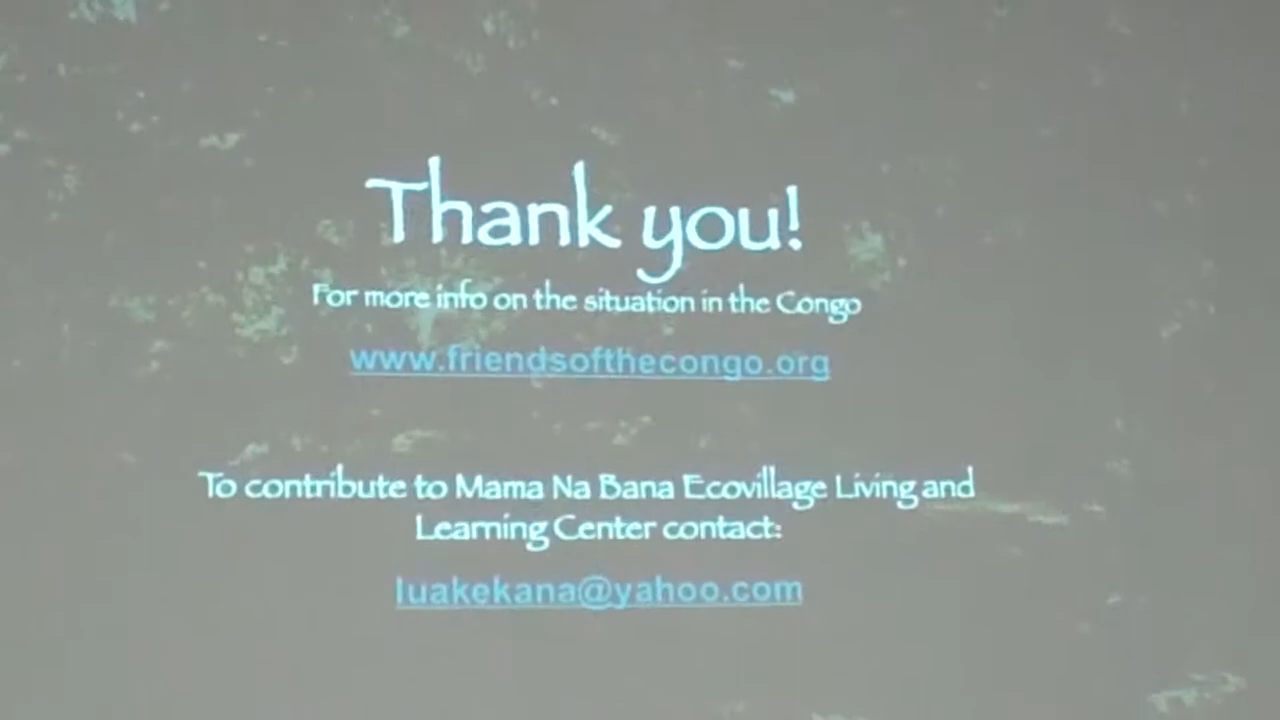 Thank you!
For more info on the situation in the Congo
www.friendsofthecongo.org
To contribute to Mama Na Bana Ecovillage Living and
Learning Center contact:
luakekana@yahoo.com